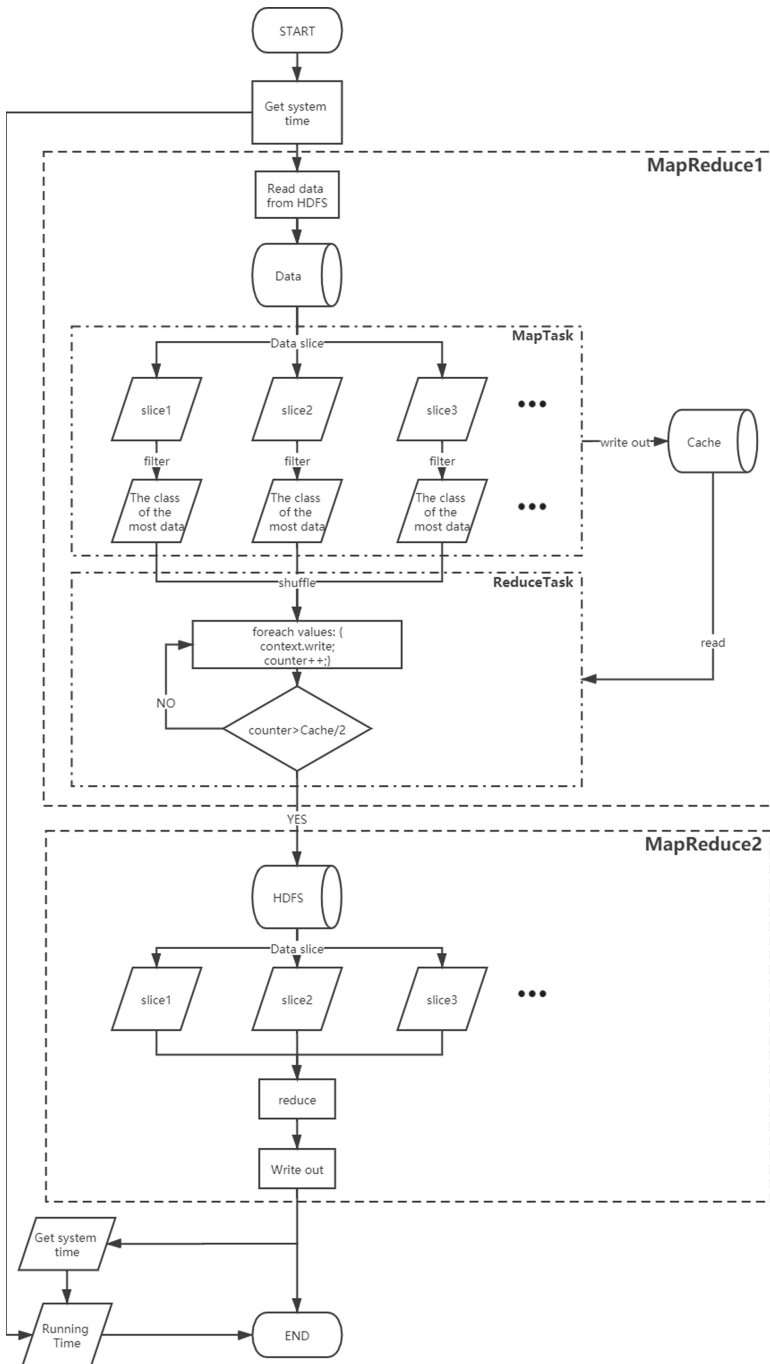 START
Get system
time
MapReduce1
Read data
from HDFS
Data
MapTask
Data slice
slice1
slice2
slice3
•••
write out
Cache
filter
filter
filter
The class
of the
most data
The class
of the
most data
The class
of the
most data
•••
shuffle
ReduceTask
foreach values: {
context.write;
counter++;}
read
NO
counter>Cache/2
YES
MapReduce2
HDFS
Data slice
slice1
slice2
slice3
•••
reduce
Write out
Get system
time
Running
Time
END